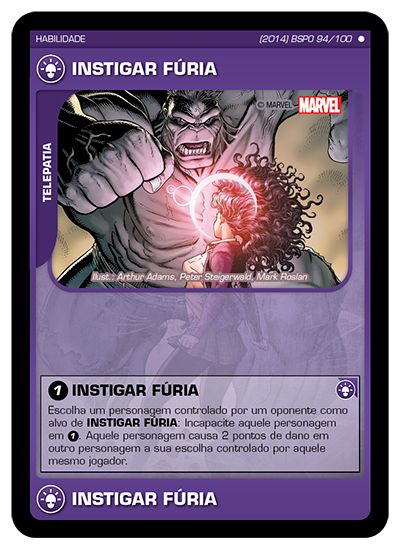 HABILIDADE (2014) BSP0 94/100 ●
INSTIGAR FÚRIA
© MARVEL MARVEL
TELEPATIA
Ilust.: Arthur Adams, Peter Steigerwald, Mark Roslan
1 INSTIGAR FÚRIA
Escolha um personagem controlado por um oponente como
alvo de INSTIGAR FÚRIA: Incapacite aquele personagem
em 1. Aquele personagem causa 2 pontos de dano em
outro personagem a sua escolha controlado por aquele
mesmo jogador.
INSTIGAR FÚRIA